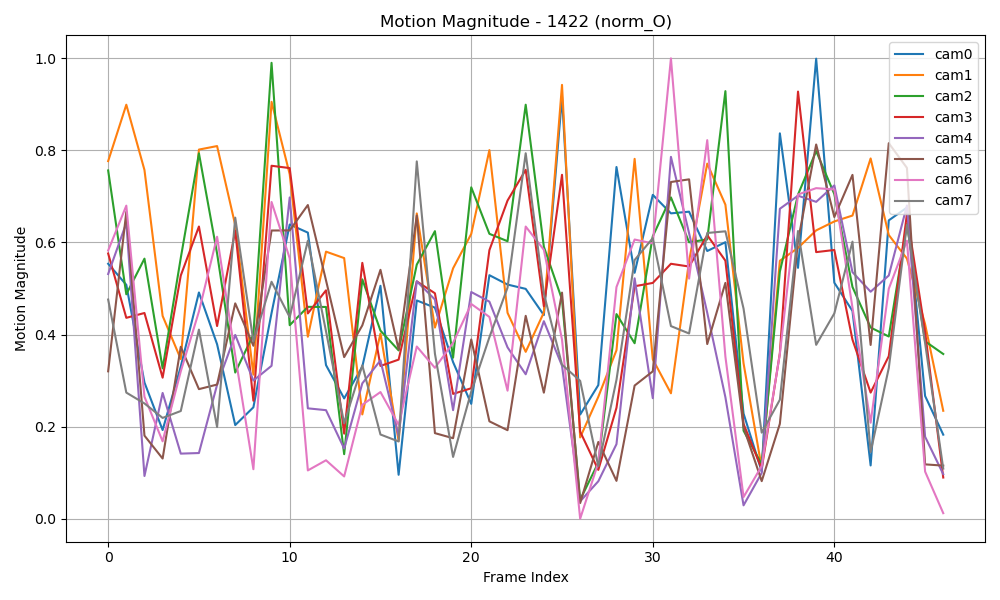 Motion Magnitude - 1422 (norm_O)
Motion Magnitude
1.0
0.8
0.6
0.4
0.2
0.0
0
10
20
30
40
Frame Index
cam0
cam1
cam2
cam3
cam4
cam5
cam6
cam7